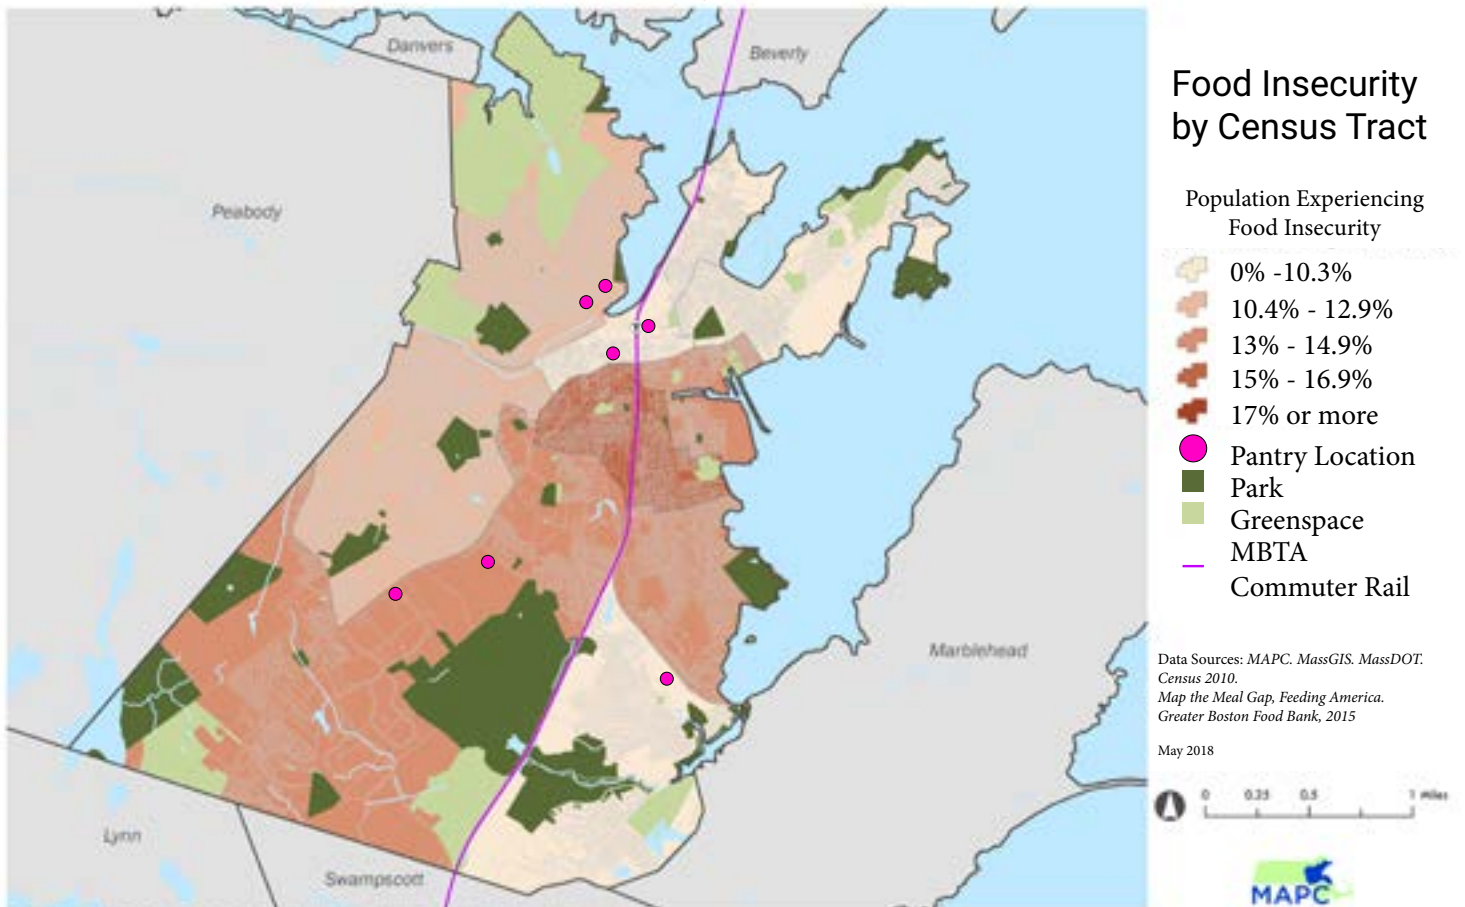 Danvers
Beverly
Peabody
Marblehead
Lynn
Swampscott
Food Insecurity
by Census Tract
Population Experiencing
Food Insecurity
0% -10.3%
10.4% - 12.9%
13% - 14.9%
15% - 16.9%
17% or more
Pantry Location
Park
Greenspace
MBTA
Commuter Rail
Data Sources: MAPC. MassGIS. MassDOT.
Census 2010.
Map the Meal Gap, Feeding America.
Greater Boston Food Bank, 2015
May 2018
0 0.25 0.5 1 Miles
MAPC